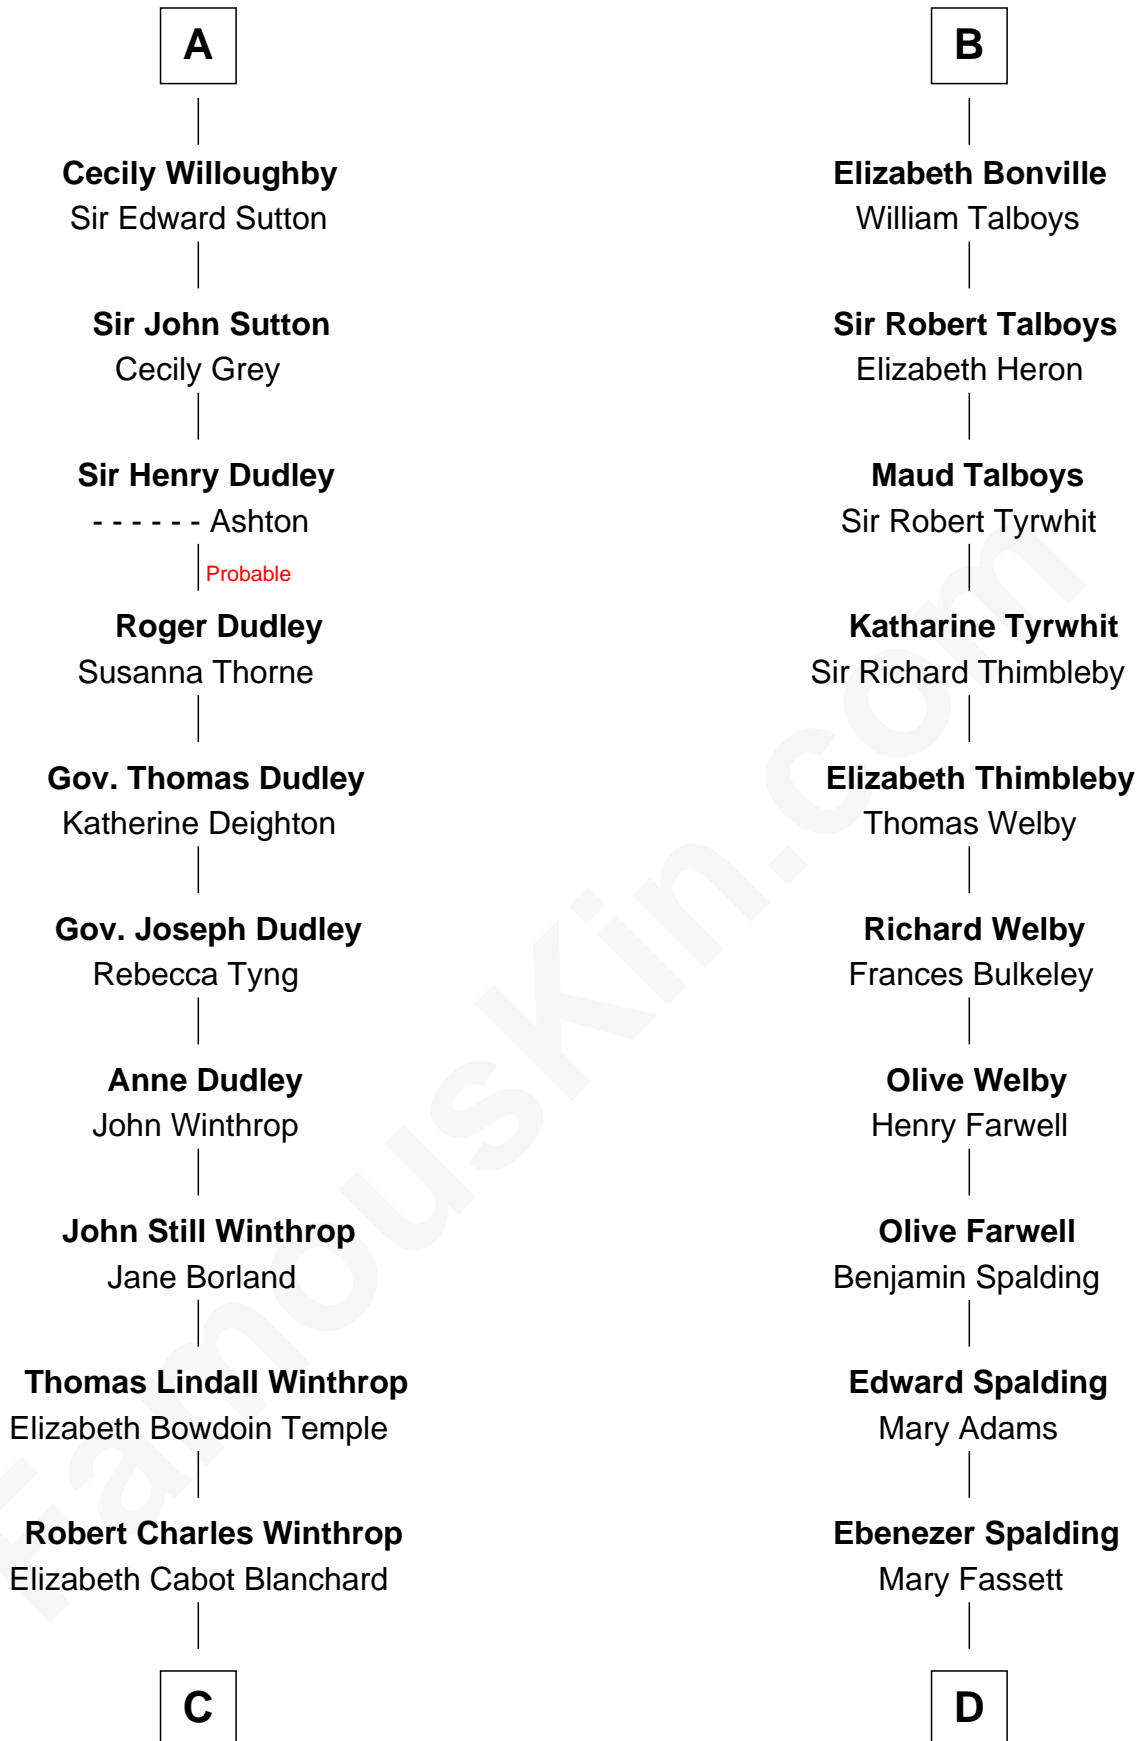 A
Cecily Willoughby
Sir Edward Sutton
Sir John Sutton
Cecily Grey
Sir Henry Dudley
- - - - - - Ashton
Probable
Roger Dudley
Susanna Thorne
Gov. Thomas Dudley
Katherine Deighton
Gov. Joseph Dudley
Rebecca Tyng
Anne Dudley
John Winthrop
John Still Winthrop
Jane Borland
Thomas Lindall Winthrop
Elizabeth Bowdoin Temple
Robert Charles Winthrop
Elizabeth Cabot Blanchard
C
B
Elizabeth Bonville
William Talboys
Sir Robert Talboys
Elizabeth Heron
Maud Talboys
Sir Robert Tyrwhit
Katharine Tyrwhit
Sir Richard Thimbleby
Elizabeth Thimbleby
Thomas Welby
Richard Welby
Frances Bulkeley
Olive Welby
Henry Farwell
Olive Farwell
Benjamin Spalding
Edward Spalding
Mary Adams
Ebenezer Spalding
Mary Fassett
D
FamousKin.com